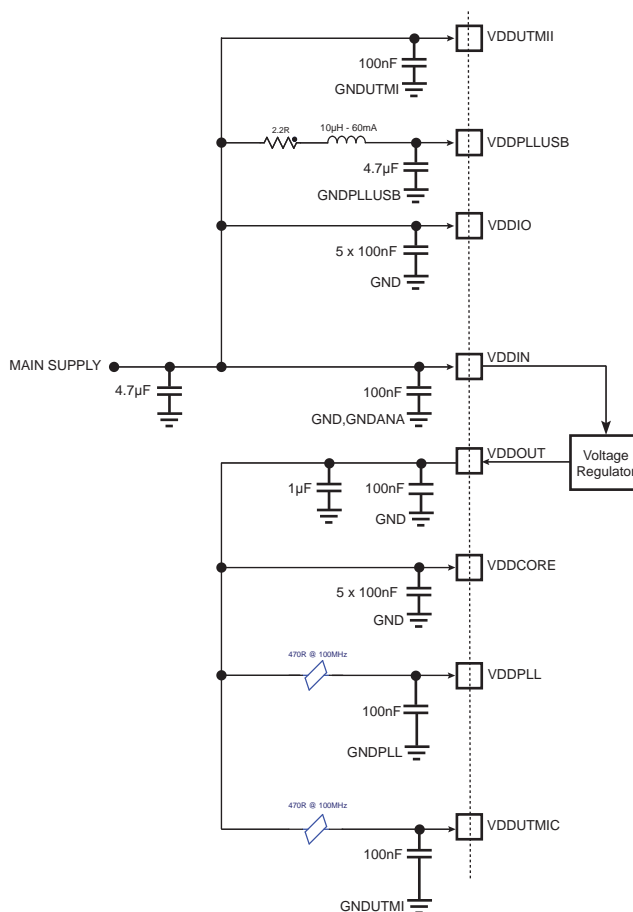 VDDUTMII
100nF
GNDUTMI
2.2R
10µH - 60mA
VDDPLLUSB
4.7µF
GNDPLLUSB
VDDIO
5 x 100nF
GND
MAIN SUPPLY
VDDIN
4.7µF
100nF
GND,GNDANA
VDDOUT
Voltage
Regulator
1µF
100nF
GND
VDDCORE
5 x 100nF
GND
470R @ 100MHz
VDDPLL
100nF
GNDPLL
470R @ 100MHz
VDDUTMIC
100nF
GNDUTMI